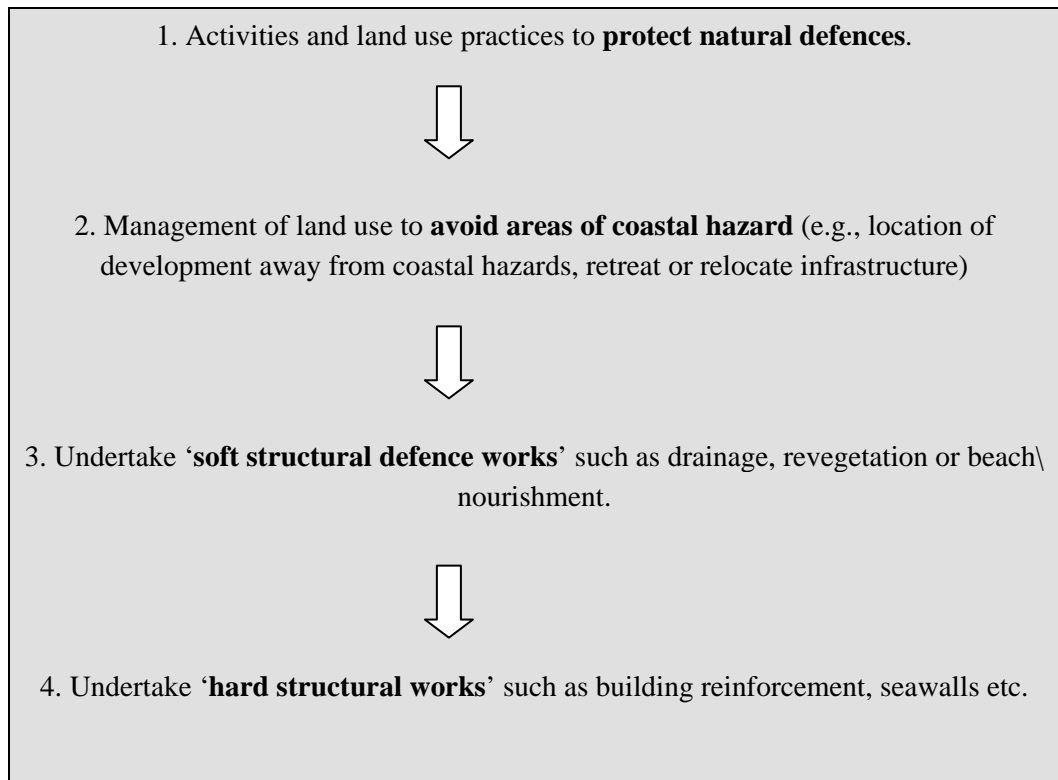 1. Activities and land use practices to protect natural defences.
2. Management of land use to avoid areas of coastal hazard (e.g., location of
development away from coastal hazards, retreat or relocate infrastructure)
3. Undertake ‘soft structural defence works’ such as drainage, revegetation or beach\
nourishment.
4. Undertake ‘hard structural works’ such as building reinforcement, seawalls etc.